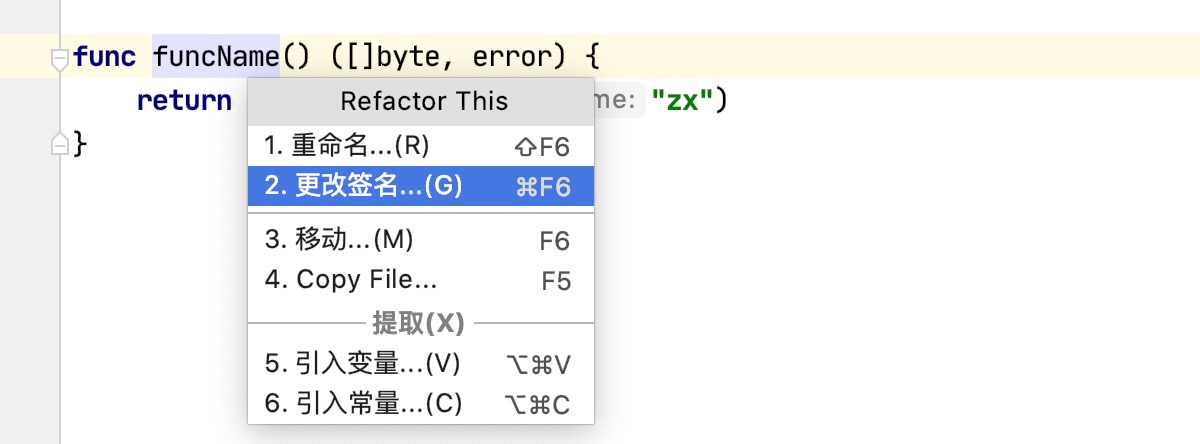 func funcName() ([]byte, error) {
return me: "zx")
}
Refactor This
1. 重命名...(R) ⇧F6
2. 更改签名...(G) ⌘F6
3. 移动...(M) F6
4. Copy File... F5
提取(X)
5. 引入变量...(V) ⌥⌘V
6. 引入常量...(C) ⌥⌘C